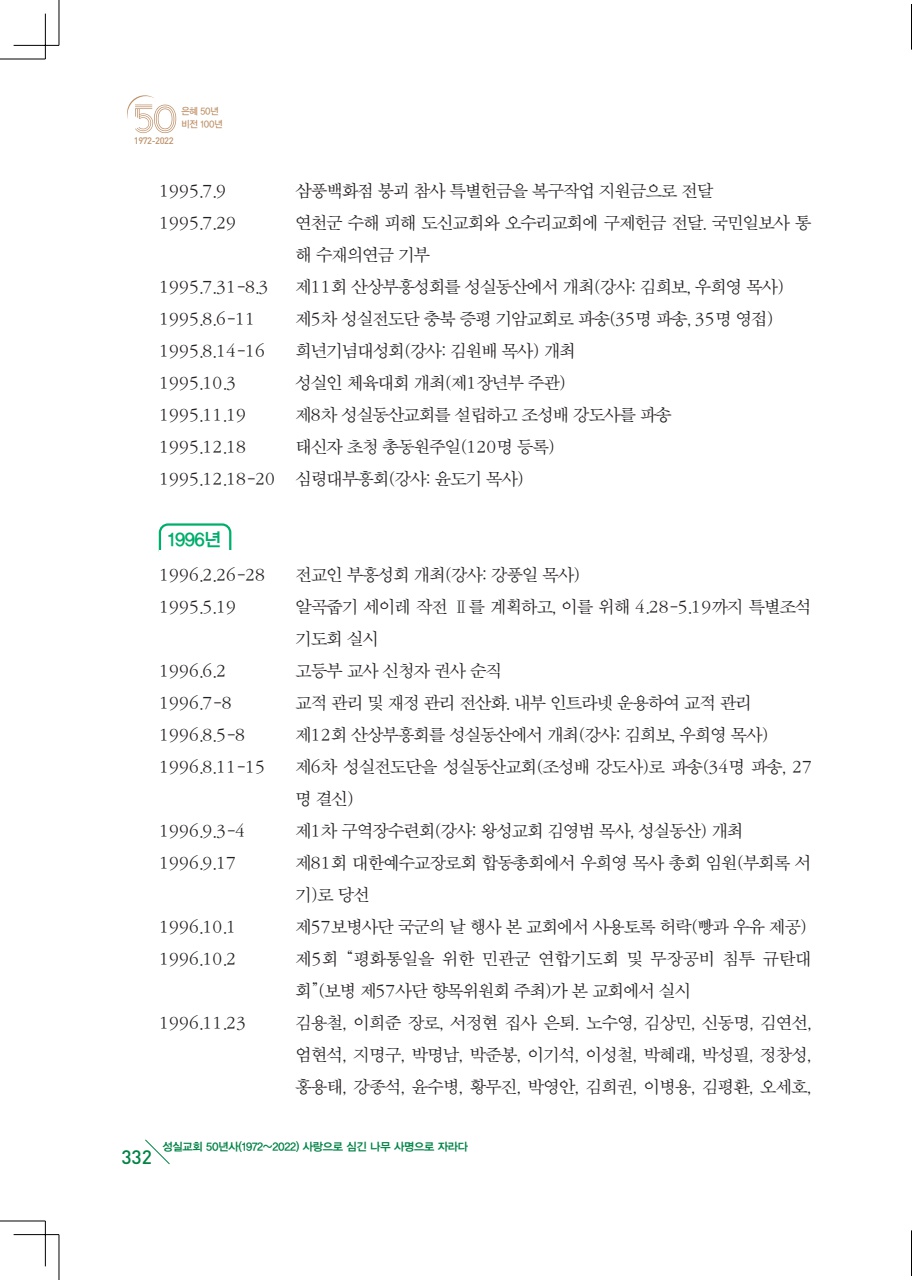 50
은혜 50년
비전 100년
1972-2022
1995.7.9 삼풍백화점 붕괴 참사 특별헌금을 복구작업 지원금으로 전달
1995.7.29 연천군 수해 피해 도신교회와 오수리교회에 구제헌금 전달. 국민일보사 통
해 수재의연금 기부
1995.7.31-8.3 제11회 산상부흥성회를 성실동산에서 개최(강사: 김희보, 우희영 목사)
1995.8.6-11 제5차 성실전도단 충북 증평 기암교회로 파송(35명 파송, 35명 영접)
1995.8.14-16 희년기념대성회(강사: 김원배 목사) 개최
1995.10.3 성실인 체육대회 개최(제1장년부 주관)
1995.11.19 제8차 성실동산교회를 설립하고 조성배 강도사를 파송
1995.12.18 태신자 초청 총동원주일(120명 등록)
1995.12.18-20 심령대부흥회(강사: 윤도기 목사)
1996년
1996.2.26-28 전교인 부흥성회 개최(강사: 강풍일 목사)
1995.5.19 알곡줍기 세이레 작전 Ⅱ를 계획하고, 이를 위해 4.28-5.19까지 특별조석
기도회 실시
1996.6.2 고등부 교사 신청자 권사 순직
1996.7-8 교적 관리 및 재정 관리 전산화. 내부 인트라넷 운용하여 교적 관리
1996.8.5-8 제12회 산상부흥회를 성실동산에서 개최(강사: 김희보, 우희영 목사)
1996.8.11-15 제6차 성실전도단을 성실동산교회(조성배 강도사)로 파송(34명 파송, 27
명 결신)
1996.9.3-4 제1차 구역장수련회(강사: 왕성교회 김영범 목사, 성실동산) 개최
1996.9.17 제81회 대한예수교장로회 합동총회에서 우희영 목사 총회 임원(부회록 서
기)로 당선
1996.10.1 제57보병사단 국군의 날 행사 본 교회에서 사용토록 허락(빵과 우유 제공)
1996.10.2 제5회 “평화통일을 위한 민관군 연합기도회 및 무장공비 침투 규탄대
회”(보병 제57사단 향목위원회 주최)가 본 교회에서 실시
1996.11.23 김용철, 이희준 장로, 서정현 집사 은퇴. 노수영, 김상민, 신동명, 김연선,
엄현석, 지명구, 박명남, 박준봉, 이기석, 이성철, 박혜래, 박성필, 정창성,
홍용태, 강종석, 윤수병, 황무진, 박영안, 김희권, 이병용, 김평환, 오세호,
332 성실교회 50년사(1972~2022) 사랑으로 심긴 나무 사명으로 자라다